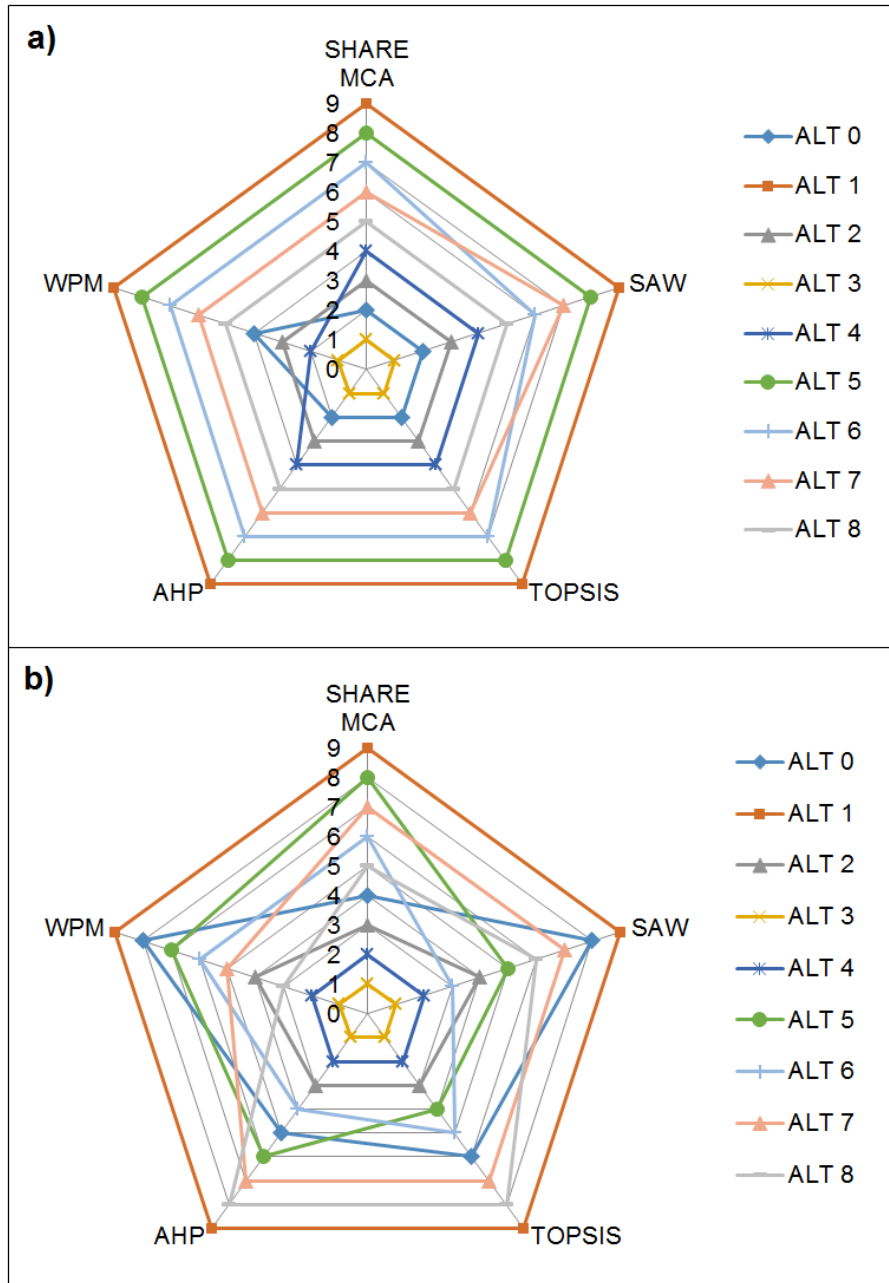 a)
SHARE
MCA
9
8
7
6
5
4
3
2
1
0
SAW
TOPSIS
AHP
WPM
ALT 0
ALT 1
ALT 2
ALT 3
ALT 4
ALT 5
ALT 6
ALT 7
ALT 8
b)
SHARE
MCA
9
8
7
6
5
4
3
2
1
0
SAW
TOPSIS
AHP
WPM
ALT 0
ALT 1
ALT 2
ALT 3
ALT 4
ALT 5
ALT 6
ALT 7
ALT 8